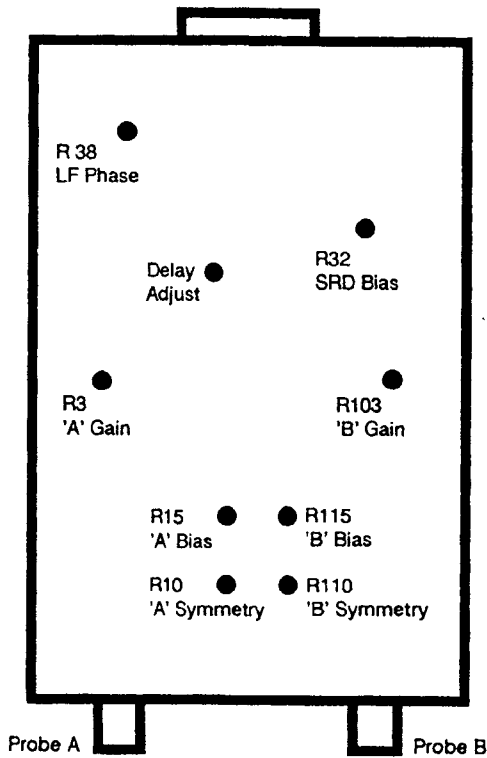 R 38
LF Phase
R32
SRD Bias
Delay
Adjust
R3
'A' Gain
R103
'B' Gain
R15
'A' Bias
R115
'B' Bias
R10
'A' Symmetry
R110
'B' Symmetry
Probe A
Probe B